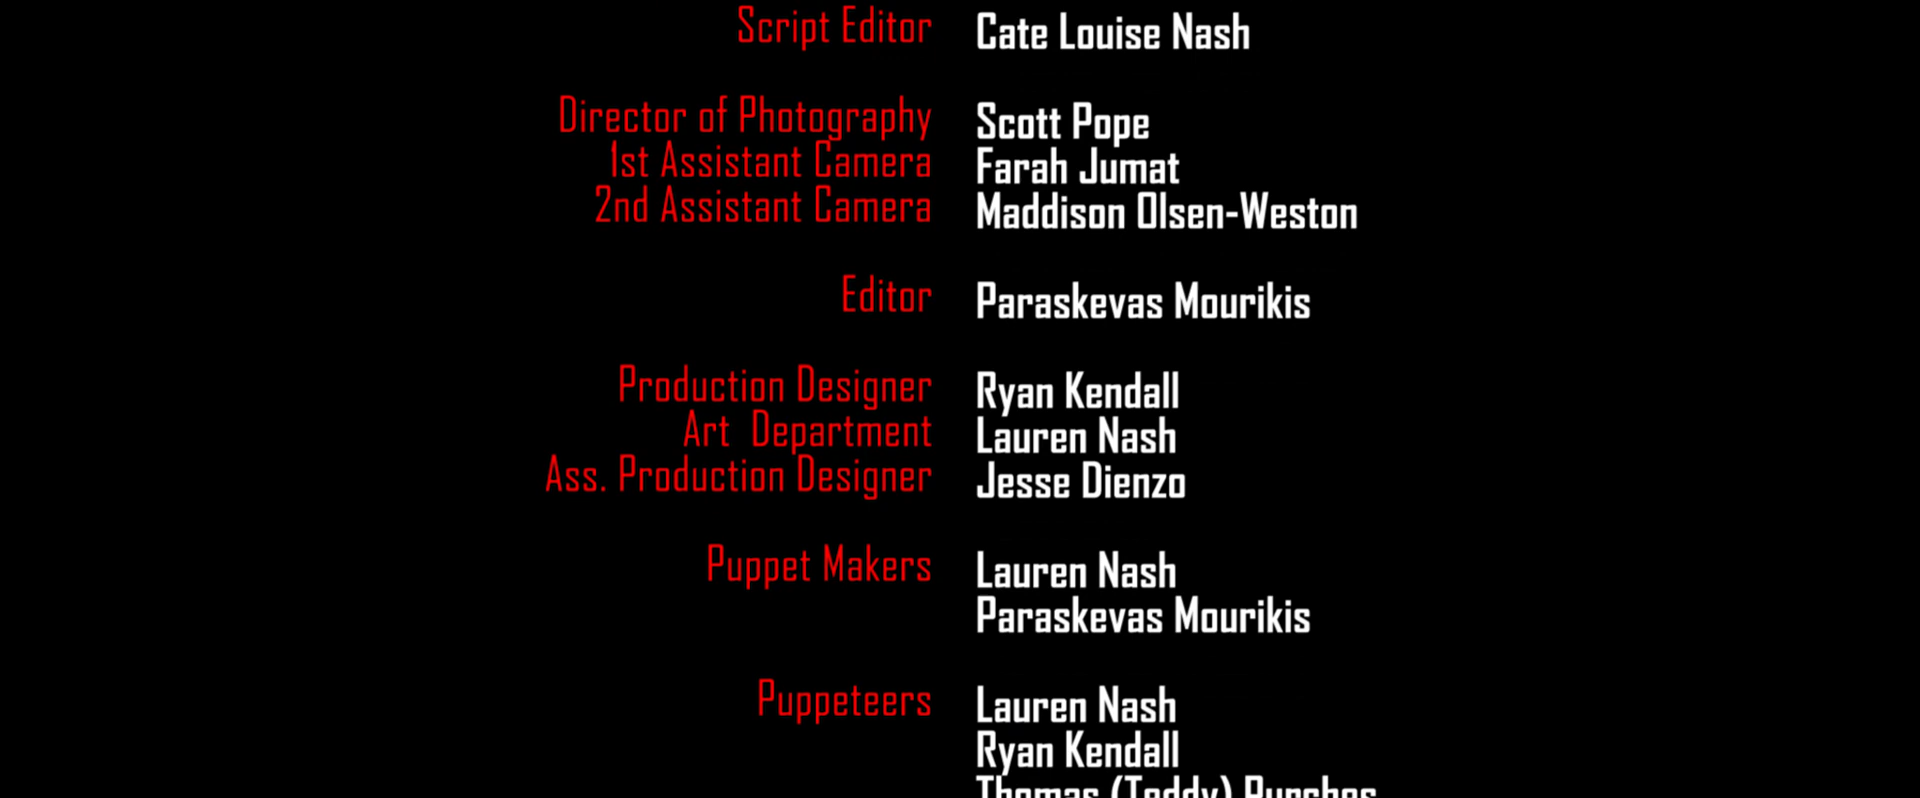 Script Editor Cate Louise Nash
Director of Photography Scott Pope
1st Assistant Camera Farah Jumat
2nd Assistant Camera Maddison Olsen-Weston
Editor Paraskevas Mourikis
Production Designer Ryan Kendall
Art Department Lauren Nash
Ass. Production Designer Jesse Dienzo
Puppet Makers Lauren Nash
Paraskevas Mourikis
Puppeteers Lauren Nash
Ryan Kendall
Thomas (Teddy)